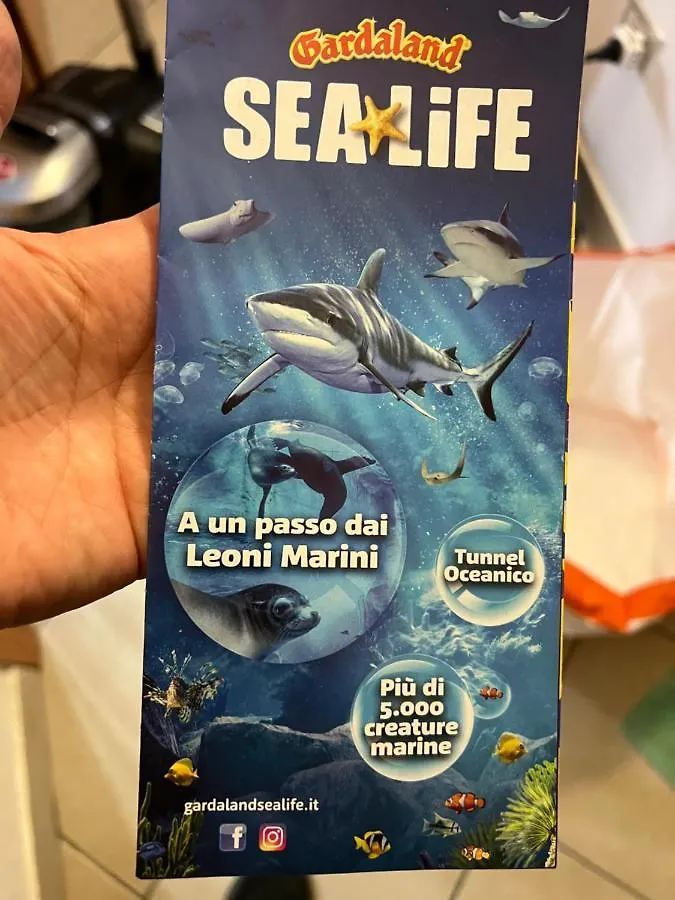 Gardaland
SEA LiFE
A un passo dai
Leoni Marini
Tunnel
Oceanico
Più di
5.000
creature
marine
gardalandsealife.it